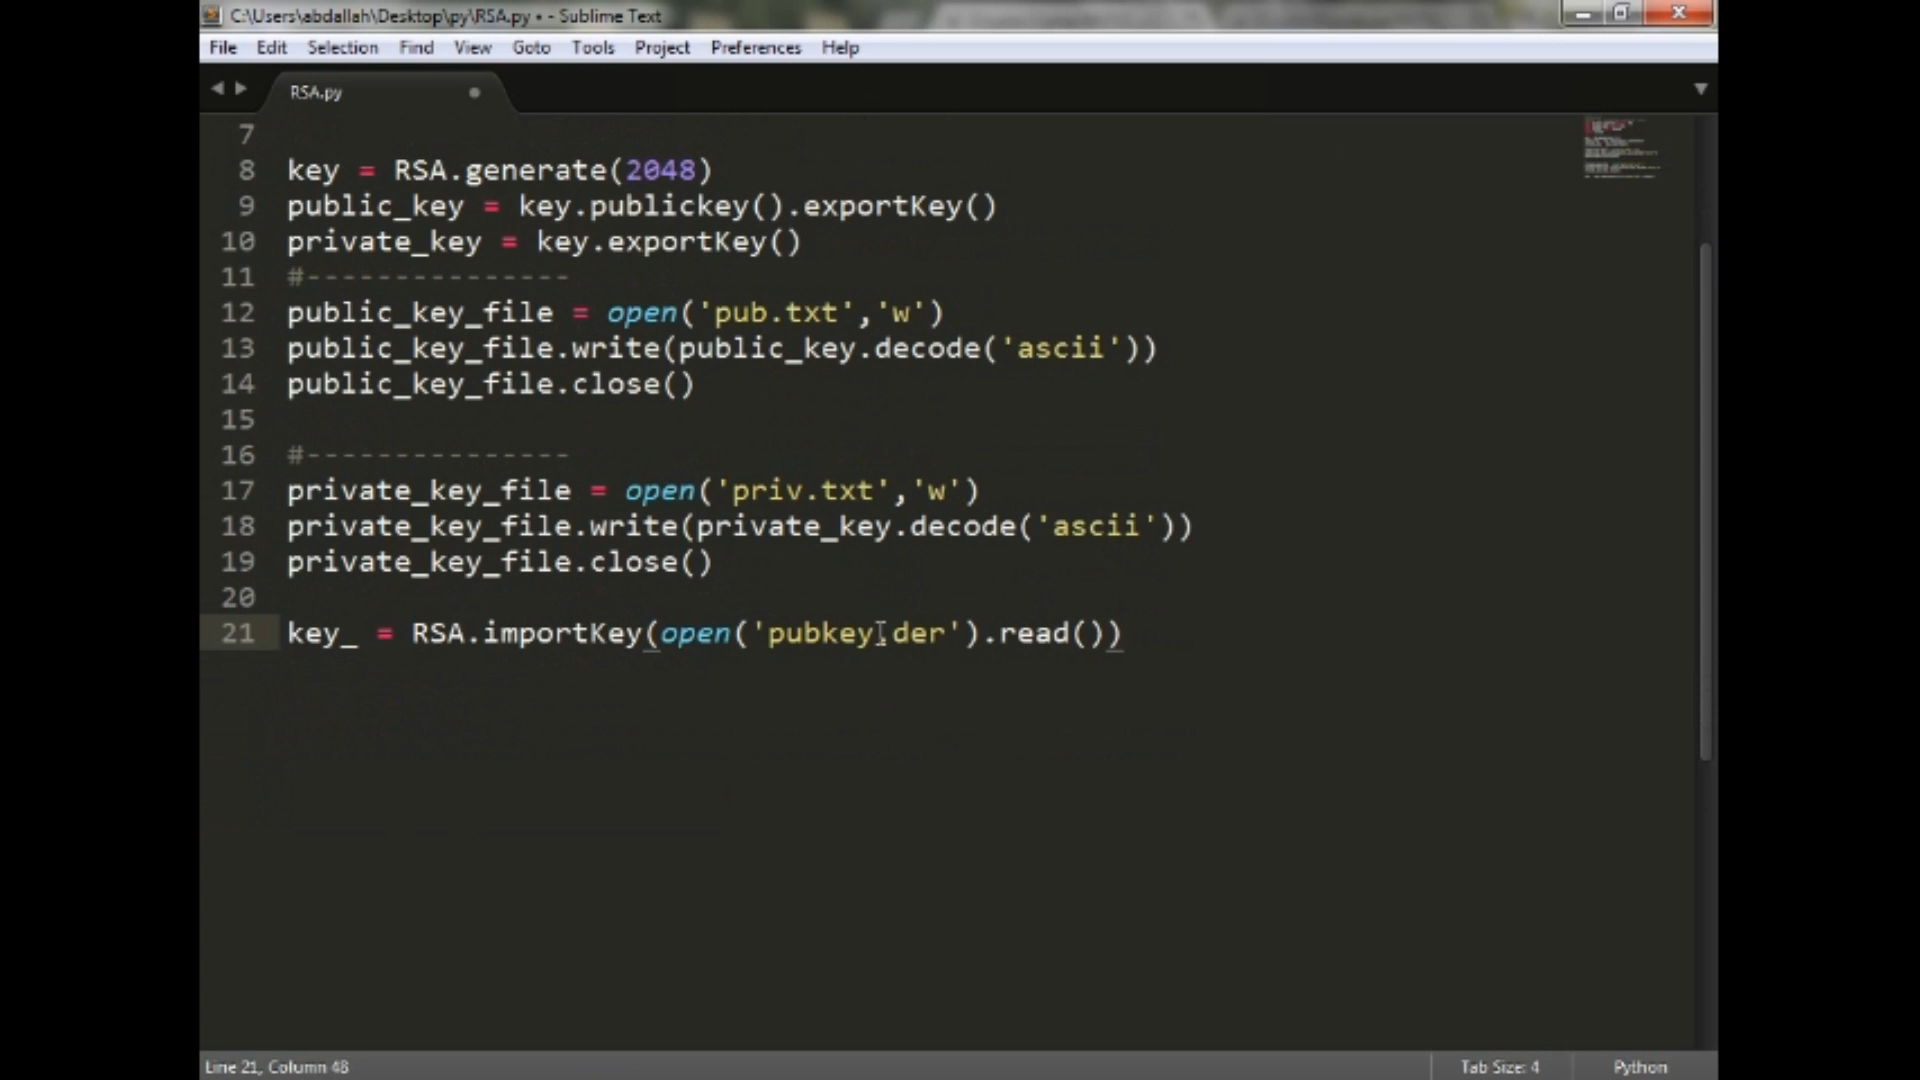 C:\Users\abdallah\Desktop\py\RSA.py • - Sublime Text
File Edit Selection Find View Goto Tools Project Preferences Help
RSA.py
7
8 key = RSA.generate(2048)
9 public_key = key.publickey().exportKey()
10 private_key = key.exportKey()
11 #---------------
12 public_key_file = open('pub.txt','w')
13 public_key_file.write(public_key.decode('ascii'))
14 public_key_file.close()
15
16 #---------------
17 private_key_file = open('priv.txt','w')
18 private_key_file.write(private_key.decode('ascii'))
19 private_key_file.close()
20
21 key_ = RSA.importKey(open('pubkey.der').read())
Line 21, Column 48
Tab Size: 4
Python